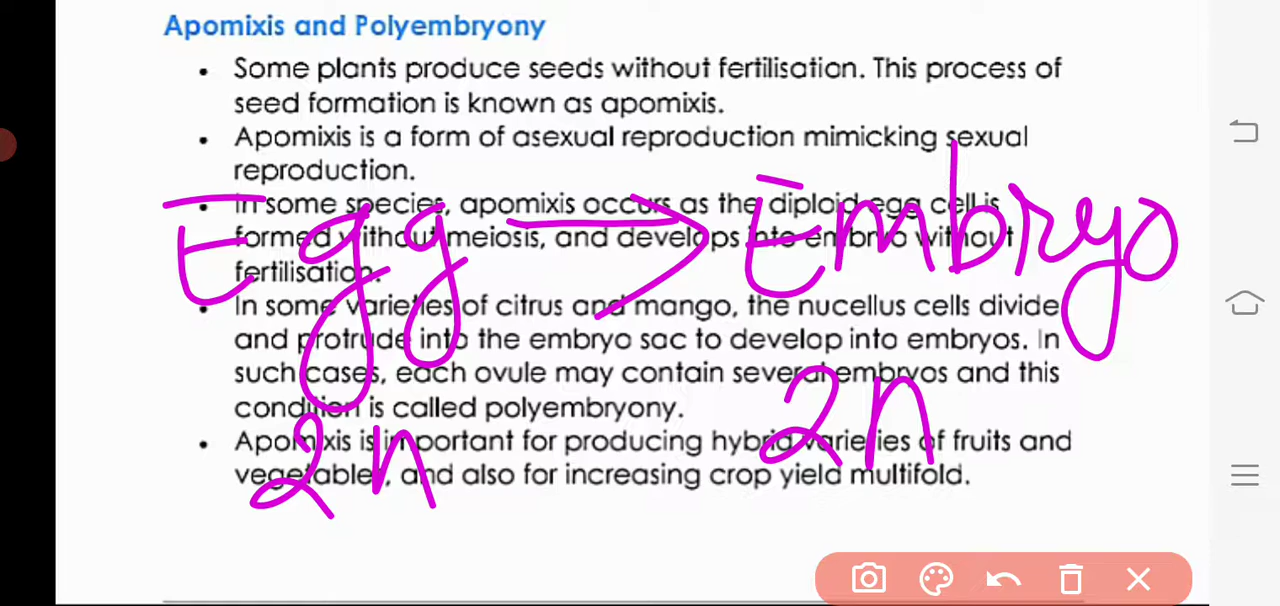 Apomixis and Polyembryony
• Some plants produce seeds without fertilisation. This process of
seed formation is known as apomixis.
• Apomixis is a form of asexual reproduction mimicking sexual
reproduction.
• In some species, apomixis occurs as the diploid egg cell is
formed without meiosis, and develops into embryo without
fertilisation.
• In some varieties of citrus and mango, the nucellus cells divide
and protrude into the embryo sac to develop into embryos. In
such cases, each ovule may contain several embryos and this
condition is called polyembryony.
• Apomixis is important for producing hybrid varieties of fruits and
vegetables, and also for increasing crop yield multifold.
Egg → Embryo
2n 2n